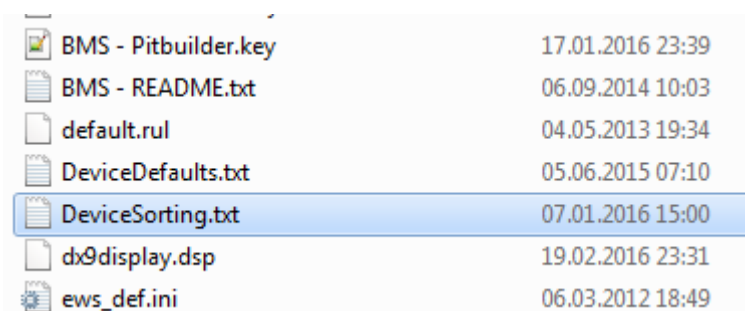 BMS - Pitbuilder.key 17.01.2016 23:39
BMS - README.txt 06.09.2014 10:03
default.rul 04.05.2013 19:34
DeviceDefaults.txt 05.06.2015 07:10
DeviceSorting.txt 07.01.2016 15:00
dx9display.dsp 19.02.2016 23:31
ews_def.ini 06.03.2012 18:49